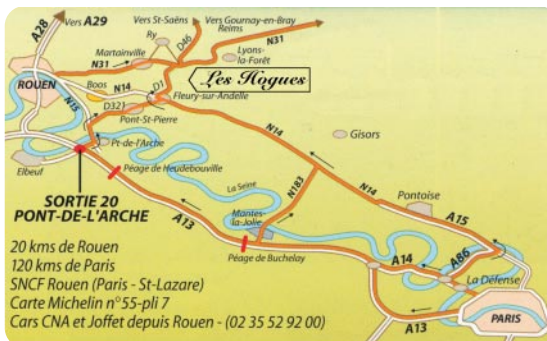 A28
Vers A29
Vers St-Saëns
Vers Gournay-en-Bray
Reims
Ry
D46
N31
Martainville
Lyons-
la-Forêt
N31
Les Hogues
ROUEN
Boos
N14
D1
Fleury-sur-Andelle
N15
D321
Pont-St-Pierre
N14
Gisors
Pt-de-l'Arche
Elbeuf
Péage de Heudebouville
La Seine
N183
N14
Pontoise
SORTIE 20
PONT-DE-L'ARCHE
A13
Mantes-
la-Jolie
A15
Péage de Buchelay
A14
A86
La Défense
A13
PARIS
20 kms de Rouen
120 kms de Paris
SNCF Rouen (Paris - St-Lazare)
Carte Michelin n°55-pli 7
Cars CNA et Joffet depuis Rouen - (02 35 52 92 00)